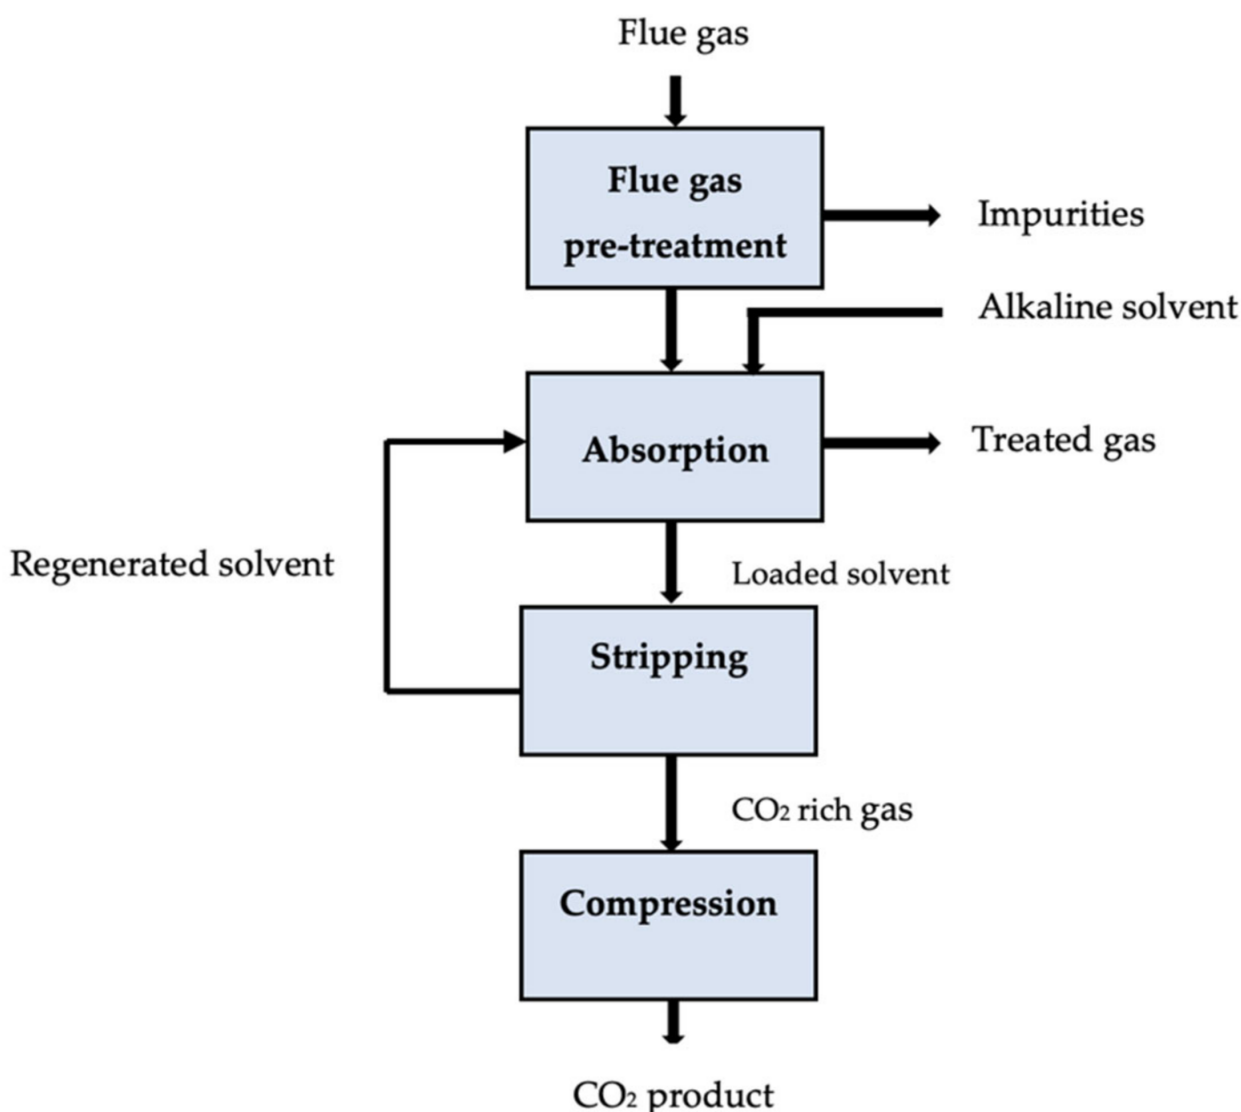 Flue gas
Flue gas
pre-treatment
Impurities
Alkaline solvent
Absorption
Treated gas
Regenerated solvent
Loaded solvent
Stripping
CO₂ rich gas
Compression
CO₂ product